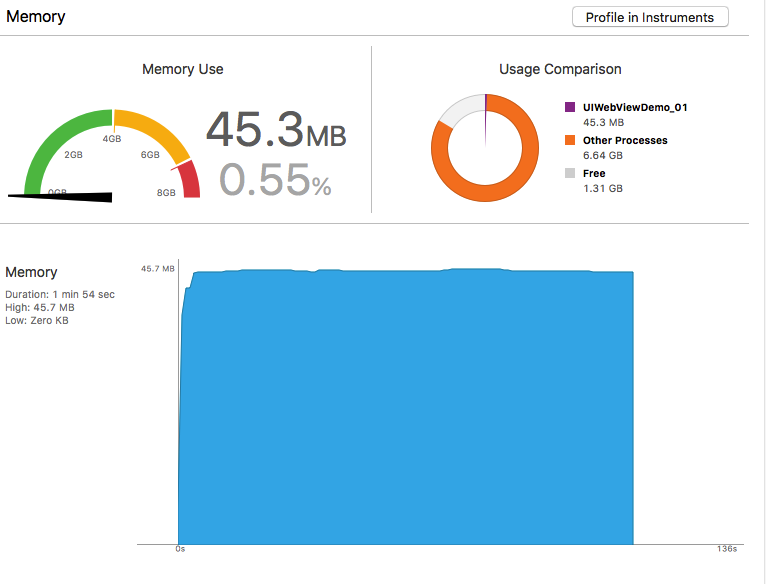 Memory
Profile in Instruments
Memory Use
0GB
2GB
4GB
6GB
8GB
45.3MB
0.55%
Usage Comparison
UIWebViewDemo_01
45.3 MB
Other Processes
6.64 GB
Free
1.31 GB
Memory
Duration: 1 min 54 sec
High: 45.7 MB
Low: Zero KB
45.7 MB
0s
136s